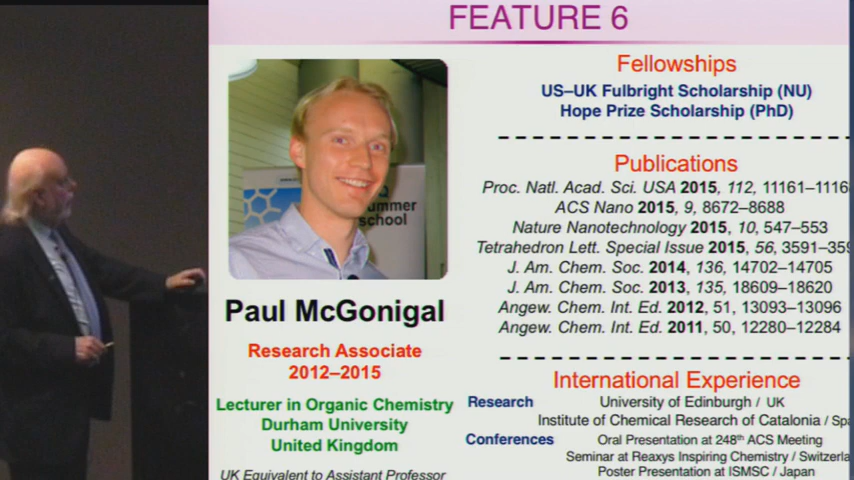 FEATURE 6
ummer
school
Paul McGonigal
Research Associate
2012–2015
Lecturer in Organic Chemistry
Durham University
United Kingdom
UK Equivalent to Assistant Professor
Fellowships
US–UK Fulbright Scholarship (NU)
Hope Prize Scholarship (PhD)
Publications
Proc. Natl. Acad. Sci. USA 2015, 112, 11161–1116
ACS Nano 2015, 9, 8672–8688
Nature Nanotechnology 2015, 10, 547–553
Tetrahedron Lett. Special Issue 2015, 56, 3591–359
J. Am. Chem. Soc. 2014, 136, 14702–14705
J. Am. Chem. Soc. 2013, 135, 18609–18620
Angew. Chem. Int. Ed. 2012, 51, 13093–13096
Angew. Chem. Int. Ed. 2011, 50, 12280–12284
International Experience
Research University of Edinburgh / UK
Institute of Chemical Research of Catalonia / Spa
Conferences Oral Presentation at 248th ACS Meeting
Seminar at Reaxys Inspiring Chemistry / Switzerla
Poster Presentation at ISMSC / Japan